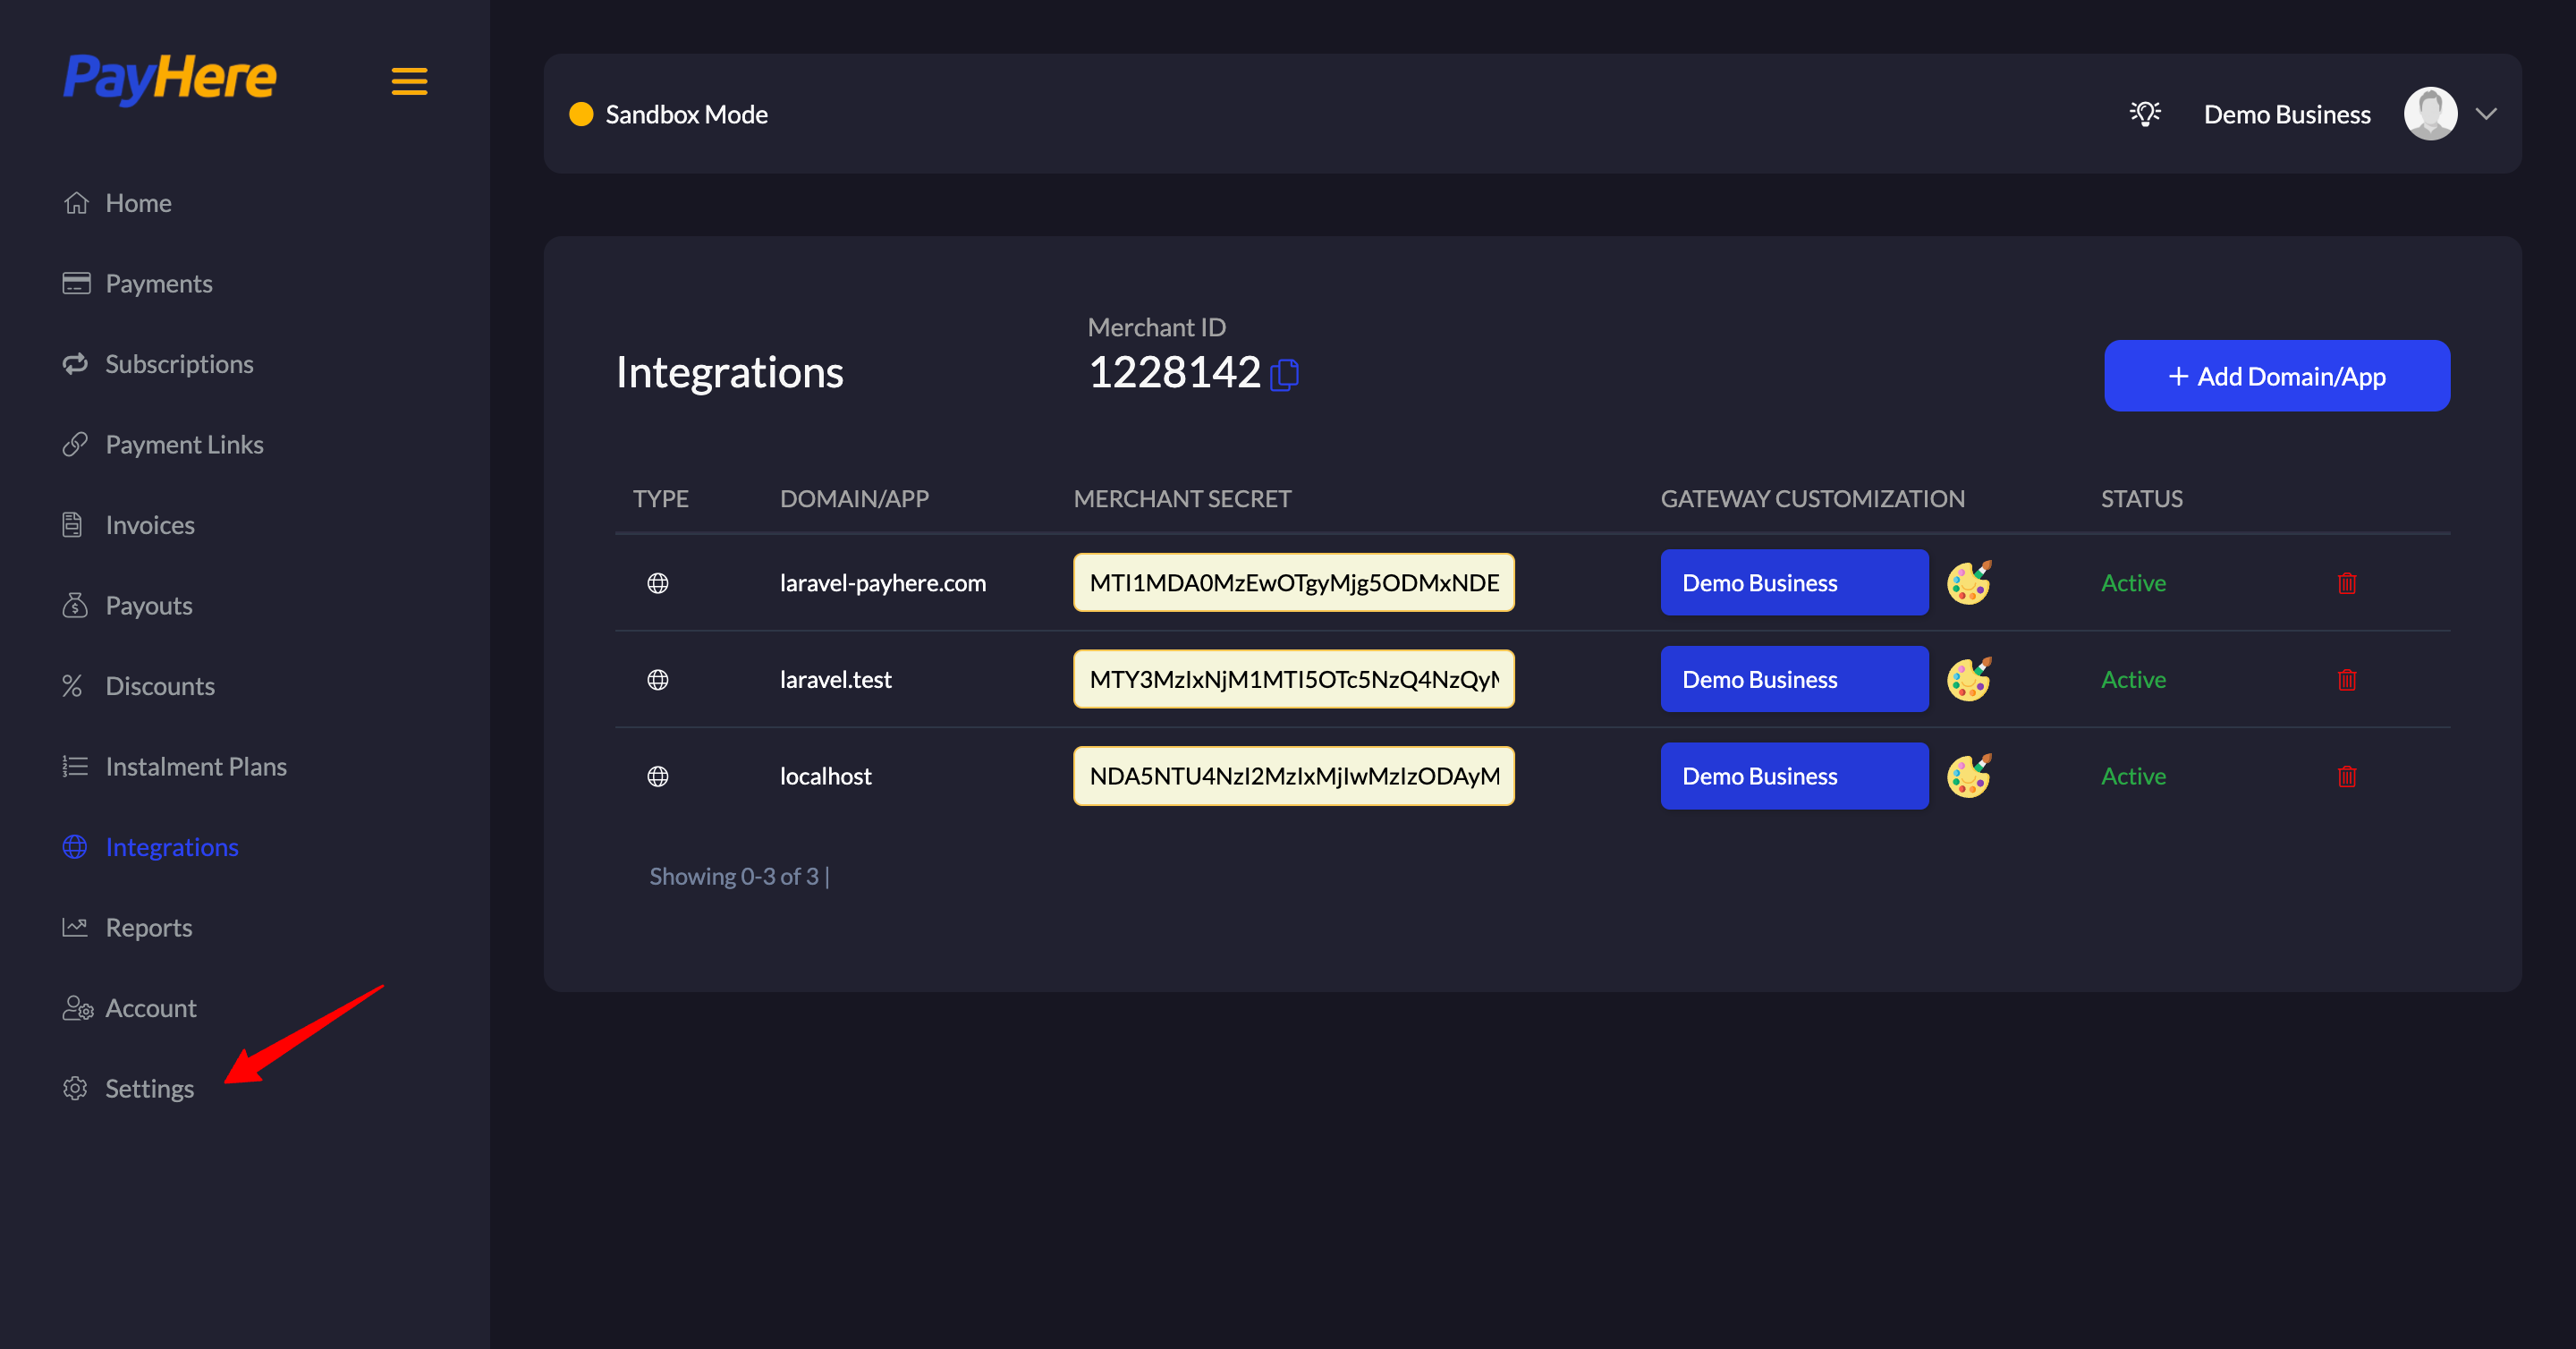 PayHere
Home
Payments
Subscriptions
Payment Links
Invoices
Payouts
Discounts
Instalment Plans
Integrations
Reports
Account
Settings
Sandbox Mode
Demo Business
Integrations
Merchant ID
1228142
+ Add Domain/App
TYPE DOMAIN/APP MERCHANT SECRET GATEWAY CUSTOMIZATION STATUS
laravel-payhere.com MTI1MDA0MzEwOTgyMjg5ODMxNDE Demo Business Active
laravel.test MTY3MzIxNjM1MTI5OTc5NzQ4NzQy Demo Business Active
localhost NDA5NTU4NzI2MzIxMjIwMzIzODAyM Demo Business Active
Showing 0-3 of 3 |